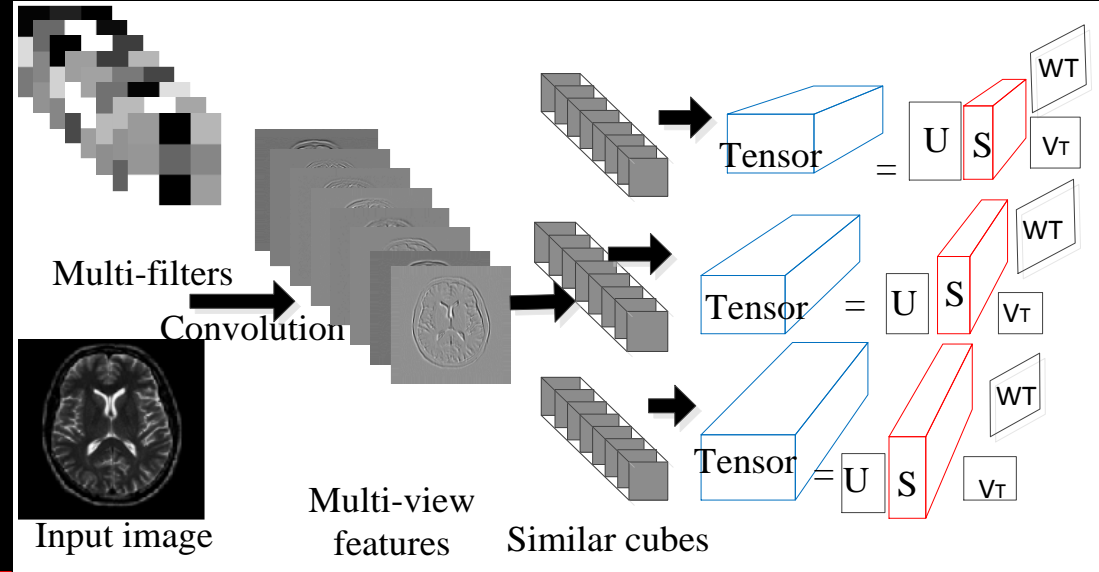 Multi-filters
Convolution
Input image
Multi-view
features
Similar cubes
Tensor
=
U
S
VT
WT
Tensor
=
U
S
VT
WT
Tensor
=
U
S
VT
WT